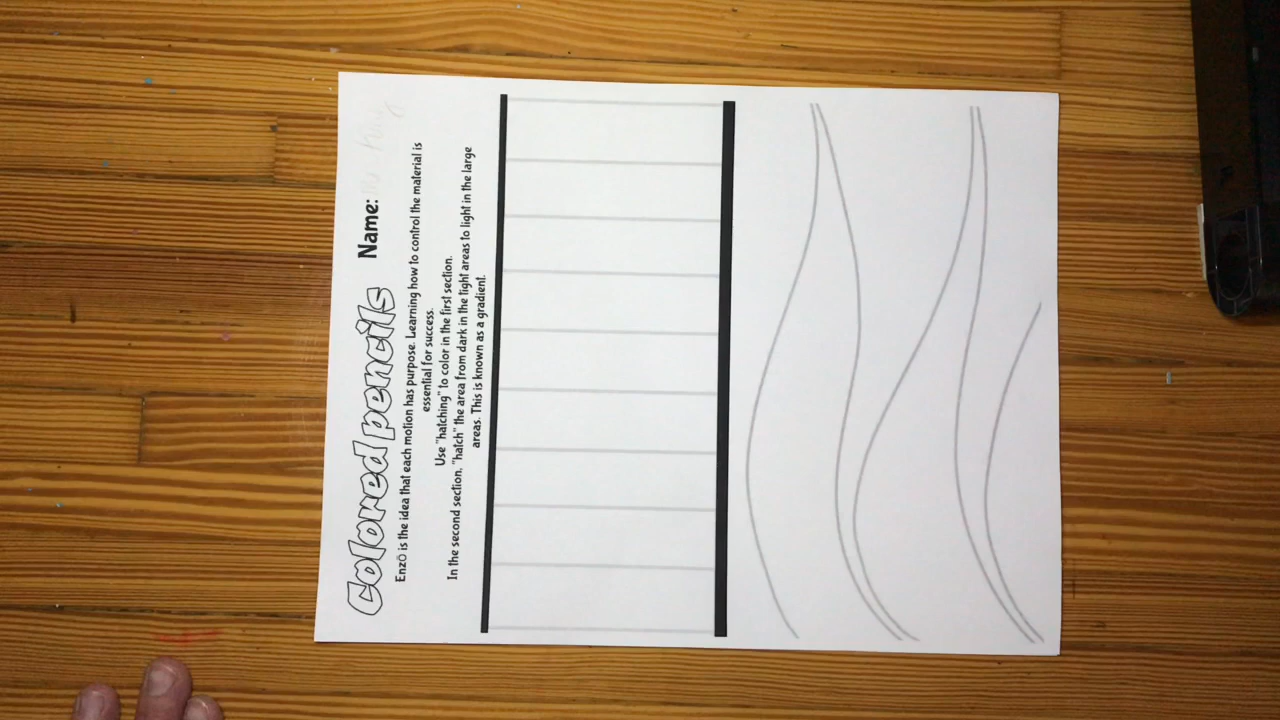 Colored pencils Name:
Enzo is the idea that each motion has purpose. Learning how to control the material is
essential for success.
Use "hatching" to color in the first section.
In the second section, "hatch" the area from dark in the tight areas to light in the large
areas. This is known as a gradient.